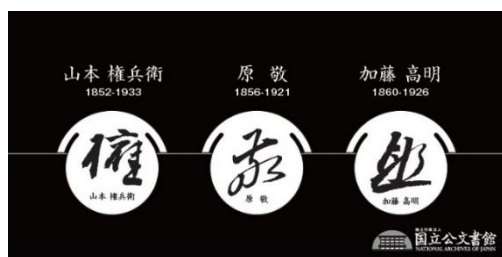 山本 権兵衛
1852-1933
原 敬
1856-1921
加藤 高明
1860-1926
権
山本 権兵衛
敬
原 敬
加藤 高明
国立公文書館
NATIONAL ARCHIVES OF JAPAN